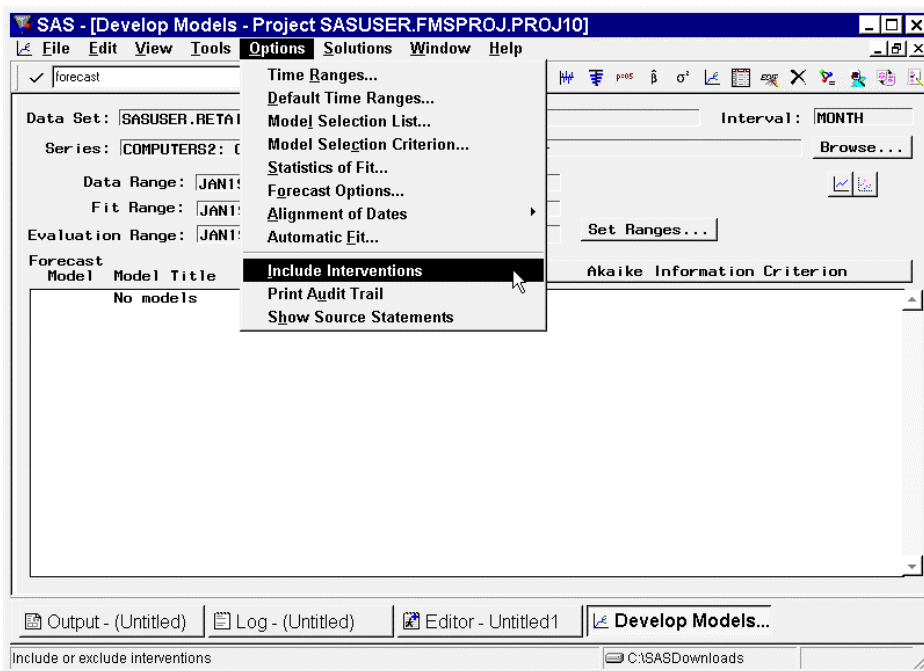 SAS - [Develop Models - Project SASUSER.FMSPROJ.PROJ10]
File Edit View Tools Options Solutions Window Help
forecast
Time Ranges...
Default Time Ranges...
Model Selection List...
Model Selection Criterion...
Statistics of Fit...
Forecast Options...
Alignment of Dates
Automatic Fit...
Include Interventions
Print Audit Trail
Show Source Statements
Data Set: SASUSER.RETAI
Interval: MONTH
Series: COMPUTERS2:
Browse...
Data Range: JAN19
Fit Range: JAN19
Evaluation Range: JAN19
Set Ranges...
Forecast
Model Model Title
Akaike Information Criterion
No models
Output - (Untitled) Log - (Untitled) Editor - Untitled1 Develop Models...
Include or exclude interventions C:\SASDownloads